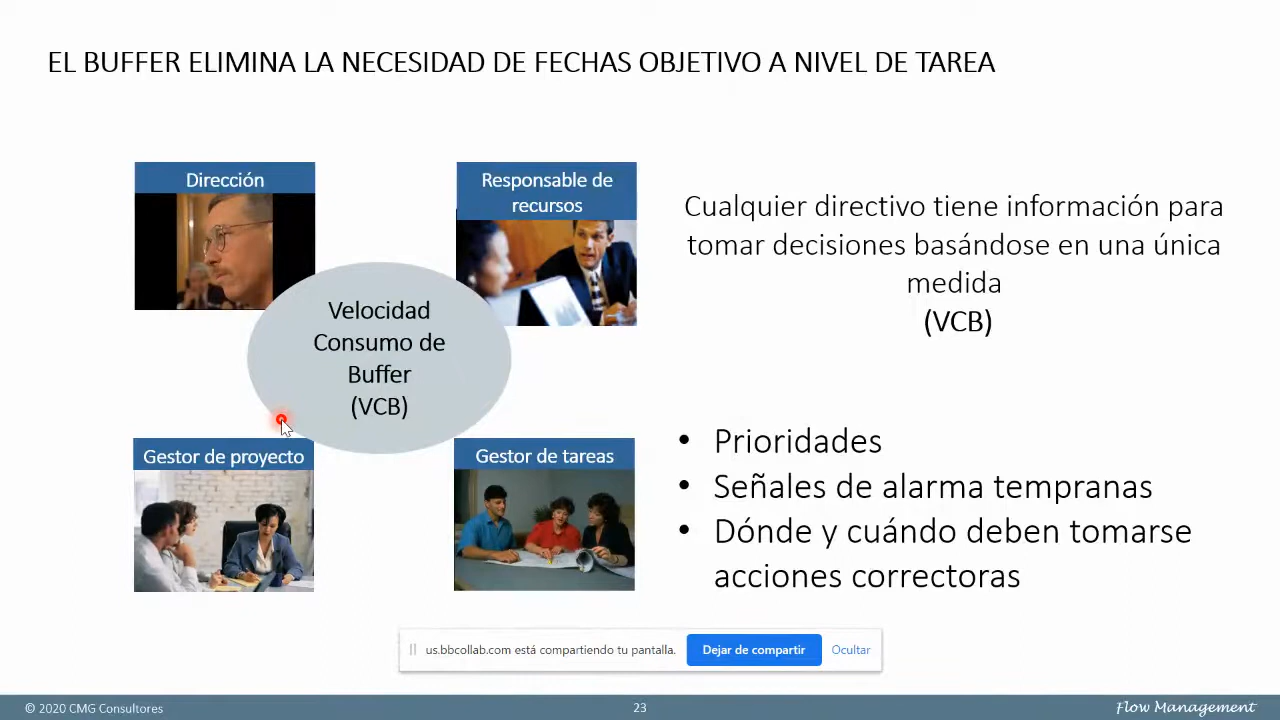 EL BUFFER ELIMINA LA NECESIDAD DE FECHAS OBJETIVO A NIVEL DE TAREA
Dirección
Responsable de
recursos
Velocidad
Consumo de
Buffer
(VCB)
Gestor de proyecto
Gestor de tareas
Cualquier directivo tiene información para
tomar decisiones basándose en una única
medida
(VCB)
• Prioridades
• Señales de alarma tempranas
• Dónde y cuándo deben tomarse
acciones correctoras
us.bbcollab.com está compartiendo tu pantalla.
Dejar de compartir
Ocultar
© 2020 CMG Consultores
23
Flow Management